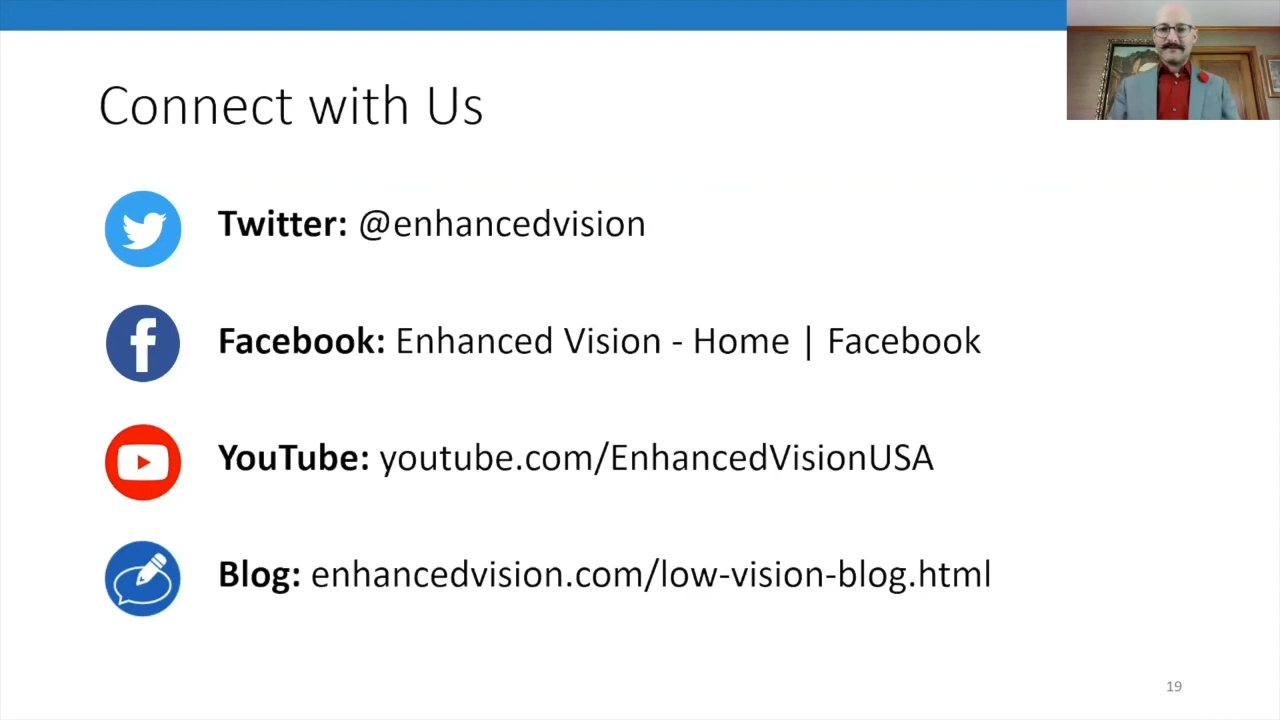 Connect with Us
Twitter: @enhancedvision
Facebook: Enhanced Vision - Home | Facebook
YouTube: youtube.com/EnhancedVisionUSA
Blog: enhancedvision.com/low-vision-blog.html
19